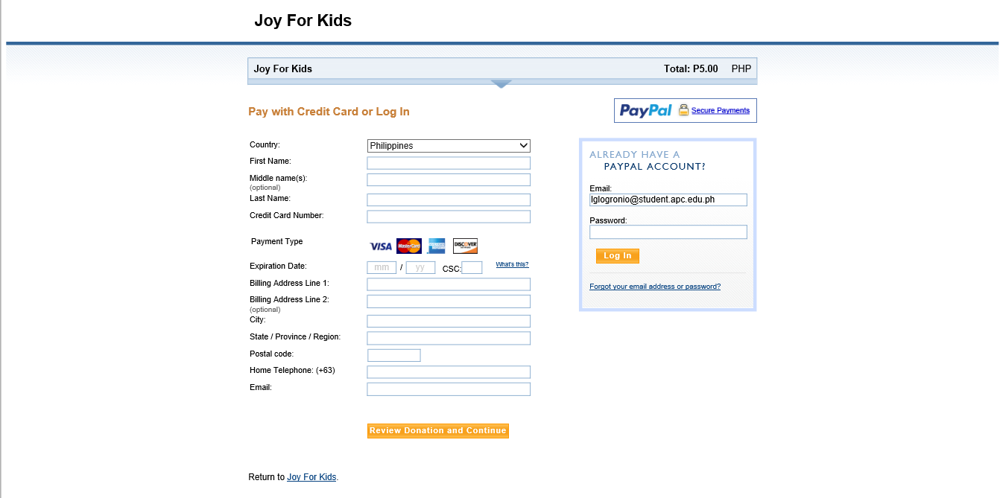 Joy For Kids
Joy For Kids Total: P5.00 PHP
Pay with Credit Card or Log In
PayPal Secure Payments
Country: Philippines
First Name:
Middle name(s):
(optional)
Last Name:
Credit Card Number:
Payment Type VISA MasterCard AMERICAN EXPRESS DISCOVER
Expiration Date: mm / yy CSC: What's this?
Billing Address Line 1:
Billing Address Line 2:
(optional)
City:
State / Province / Region:
Postal code:
Home Telephone: (+63)
Email:
Review Donation and Continue
ALREADY HAVE A
PAYPAL ACCOUNT?
Email:
lglogronio@student.apc.edu.ph
Password:
Log In
Forgot your email address or password?
Return to Joy For Kids.